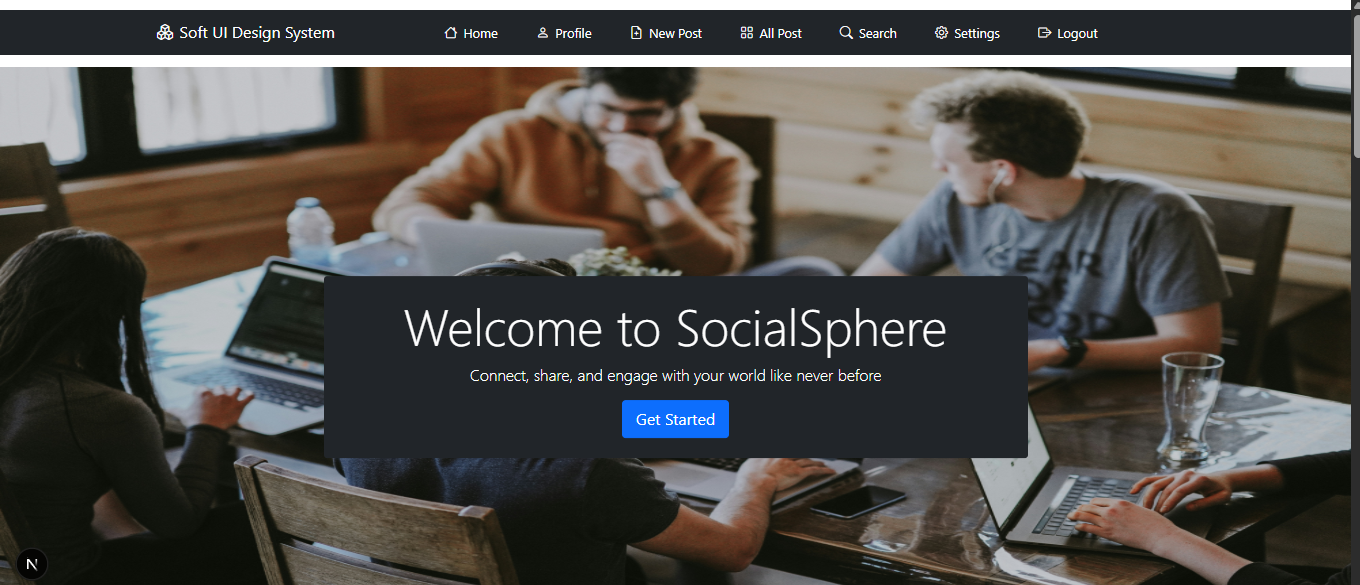 Soft UI Design System
Home
Profile
New Post
All Post
Search
Settings
Logout
GEAR
Welcome to SocialSphere
Connect, share, and engage with your world like never before
Get Started
N